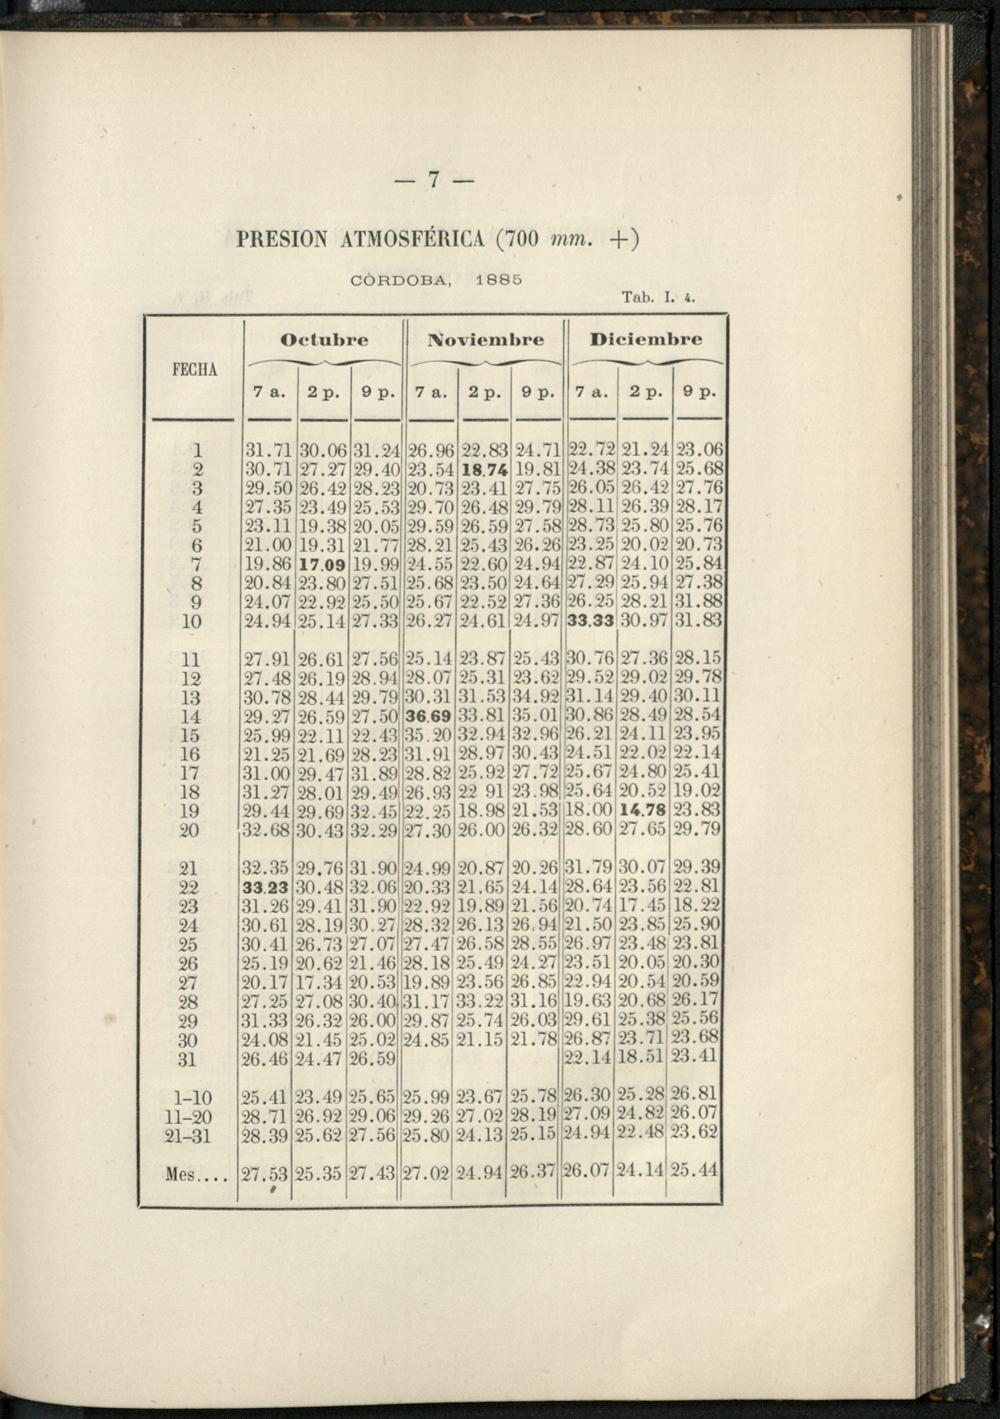 — 7 —
PRESION ATMOSFÉRICA (700 mm. +)
CÓRDOBA, 1885
Tab. I. 4.
FECHA Octubre Noviembre Diciembre
7 a. 2 p. 9 p. 7 a. 2 p. 9 p. 7 a. 2 p. 9 p.
1 31.71 30.06 31.24 26.96 22.83 24.71 22.72 21.24 23.06
2 30.71 27.27 29.40 23.54 18.74 19.81 24.38 23.74 25.68
3 29.50 26.42 28.23 20.73 23.41 27.75 26.05 26.42 27.76
4 27.35 23.49 25.53 29.70 26.48 29.79 28.11 26.39 28.17
5 23.11 19.38 20.05 29.59 26.59 27.58 28.73 25.80 25.76
6 21.00 19.31 21.77 28.21 25.43 26.26 23.25 20.02 20.73
7 19.86 17.09 19.99 24.55 22.60 24.94 22.87 24.10 25.84
8 20.84 23.80 27.51 25.68 23.50 24.64 27.29 25.94 27.38
9 24.07 22.92 25.50 25.67 22.52 27.36 26.25 28.21 31.88
10 24.94 25.14 27.33 26.27 24.61 24.97 33.33 30.97 31.83
11 27.91 26.61 27.56 25.14 23.87 25.43 30.76 27.36 28.15
12 27.48 26.19 28.94 28.07 25.31 23.62 29.52 29.02 29.78
13 30.78 28.44 29.79 30.31 31.53 34.92 31.14 29.40 30.11
14 29.27 26.59 27.50 36.69 33.81 35.01 30.86 28.49 28.54
15 25.99 22.11 22.43 35.20 32.94 32.96 26.21 24.11 23.95
16 21.25 21.69 28.23 31.91 28.97 30.43 24.51 22.02 22.14
17 31.00 29.47 31.89 28.82 25.92 27.72 25.67 24.80 25.41
18 31.27 28.01 29.49 26.93 22 91 23.98 25.64 20.52 19.02
19 29.44 29.69 32.45 22.25 18.98 21.53 18.00 14.78 23.83
20 32.68 30.43 32.29 27.30 26.00 26.32 28.60 27.65 29.79
21 32.35 29.76 31.90 24.99 20.87 20.26 31.79 30.07 29.39
22 33.23 30.48 32.06 20.33 21.65 24.14 28.64 23.56 22.81
23 31.26 29.41 31.90 22.92 19.89 21.56 20.74 17.45 18.22
24 30.61 28.19 30.27 28.32 26.13 26.94 21.50 23.85 25.90
25 30.41 26.73 27.07 27.47 26.58 28.55 26.97 23.48 23.81
26 25.19 20.62 21.46 28.18 25.49 24.27 23.51 20.05 20.30
27 20.17 17.34 20.53 19.89 23.56 26.85 22.94 20.54 20.59
28 27.25 27.08 30.40 31.17 33.22 31.16 19.63 20.68 26.17
29 31.33 26.32 26.00 29.87 25.74 26.03 29.61 25.38 25.56
30 24.08 21.45 25.02 24.85 21.15 21.78 26.87 23.71 23.68
31 26.46 24.47 26.59 22.14 18.51 23.41
1–10 25.41 23.49 25.65 25.99 23.67 25.78 26.30 25.28 26.81
11–20 28.71 26.92 29.06 29.26 27.02 28.19 27.09 24.82 26.07
21–31 28.39 25.62 27.56 25.80 24.13 25.15 24.94 22.48 23.62
Mes.... 27.53 25.35 27.43 27.02 24.94 26.37 26.07 24.14 25.44